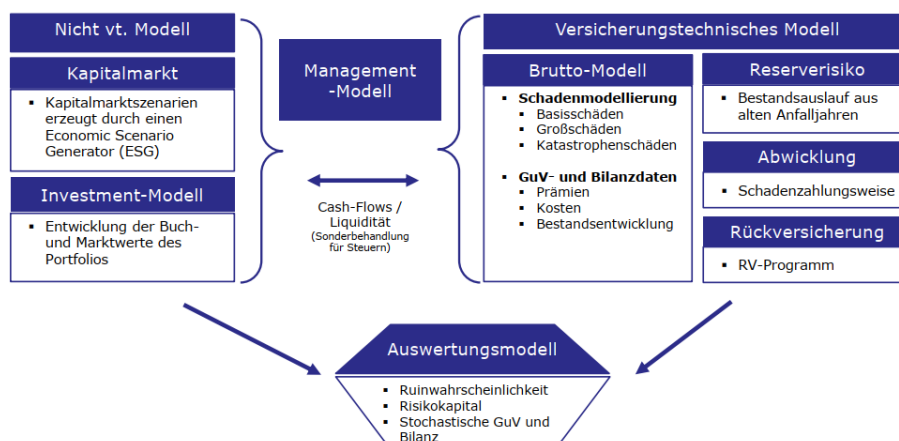 Nicht vt. Modell
Kapitalmarkt
▪ Kapitalmarktszenarien
erzeugt durch einen
Economic Scenario
Generator (ESG)
Investment-Modell
▪ Entwicklung der Buch-
und Marktwerte des
Portfolios
Management
-Modell
Cash-Flows /
Liquidität
(Sonderbehandlung
für Steuern)
Versicherungstechnisches Modell
Brutto-Modell
▪ Schadenmodellierung
▪ Basisschäden
▪ Großschäden
▪ Katastrophenschäden
▪ GuV- und Bilanzdaten
▪ Prämien
▪ Kosten
▪ Bestandsentwicklung
Reserverisiko
▪ Bestandsauslauf aus
alten Anfalljahren
Abwicklung
▪ Schadenzahlungsweise
Rückversicherung
▪ RV-Programm
Auswertungsmodell
▪ Ruinwahrscheinlichkeit
▪ Risikokapital
▪ Stochastische GuV und
Bilanz